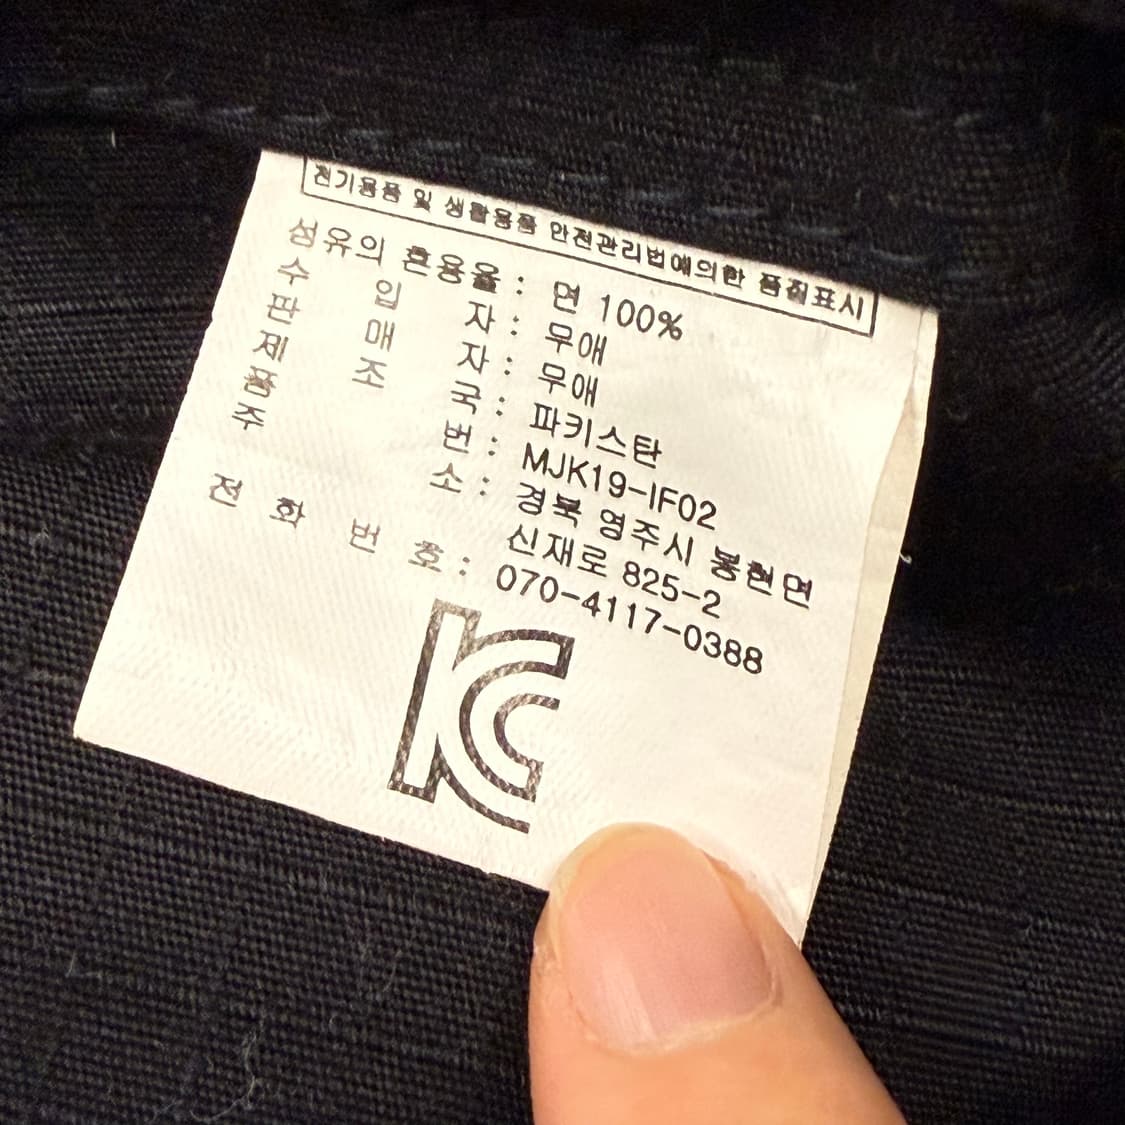 전기용품 및 생활용품 안전관리법에의한 품질표시
섬유의 혼용율 : 면 100%
수 입 자 : 무애
판 매 자 : 무애
제 조 국 : 파키스탄
품 번 : MJK19-IF02
주 소 : 경북 영주시 봉현면
신재로 825-2
전 화 번 호 : 070-4117-0388
KC